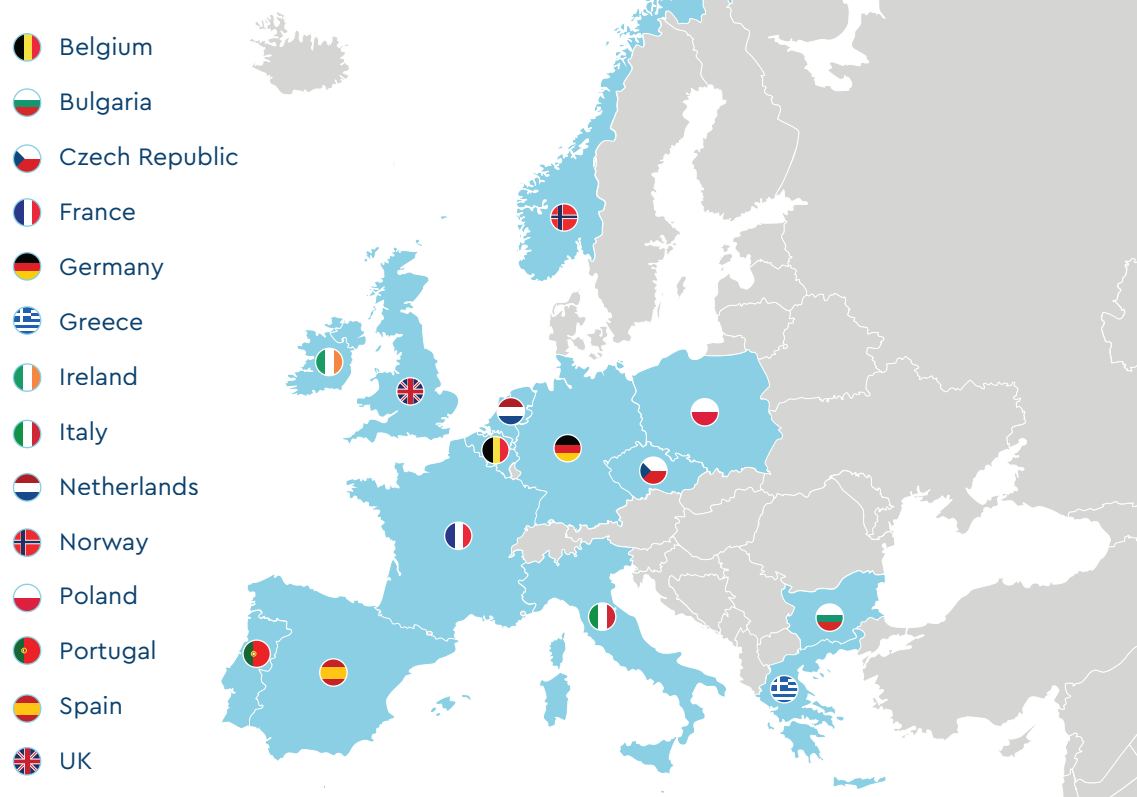 Belgium
Bulgaria
Czech Republic
France
Germany
Greece
Ireland
Italy
Netherlands
Norway
Poland
Portugal
Spain
UK